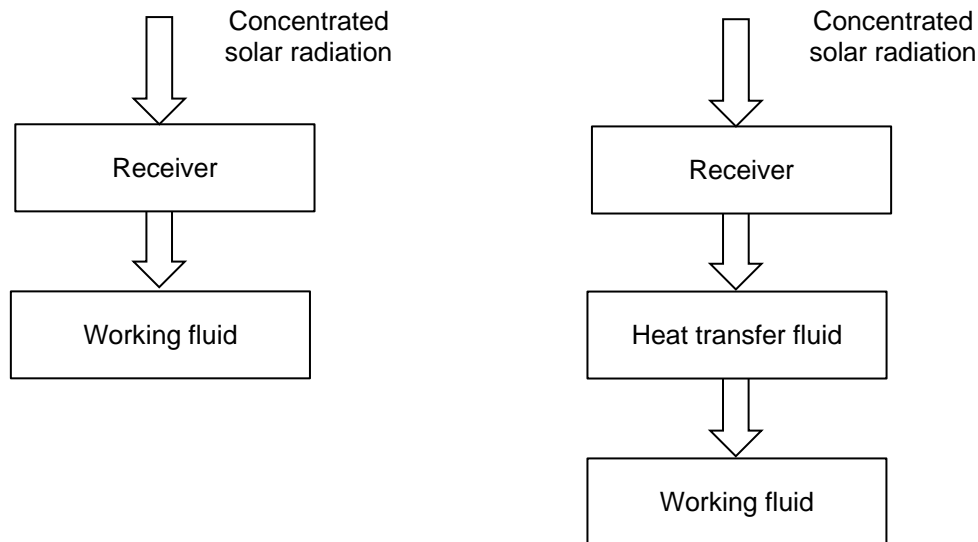 Concentrated
solar radiation
Receiver
Working fluid
Concentrated
solar radiation
Receiver
Heat transfer fluid
Working fluid